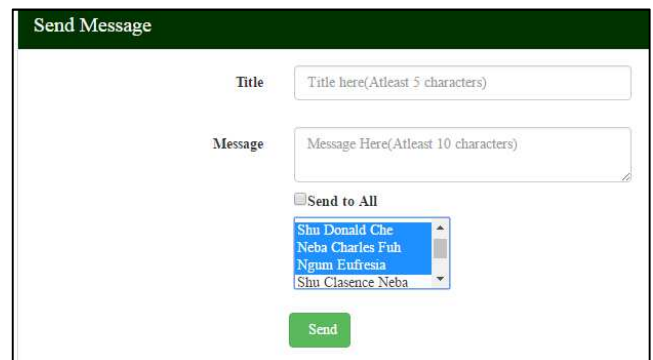 Send Message
Title
Title here(Atleast 5 characters)
Message
Message Here(Atleast 10 characters)
Send to All
Shu Donald Che
Neba Charles Fuh
Ngum Eufresia
Shu Clasence Neba
Send